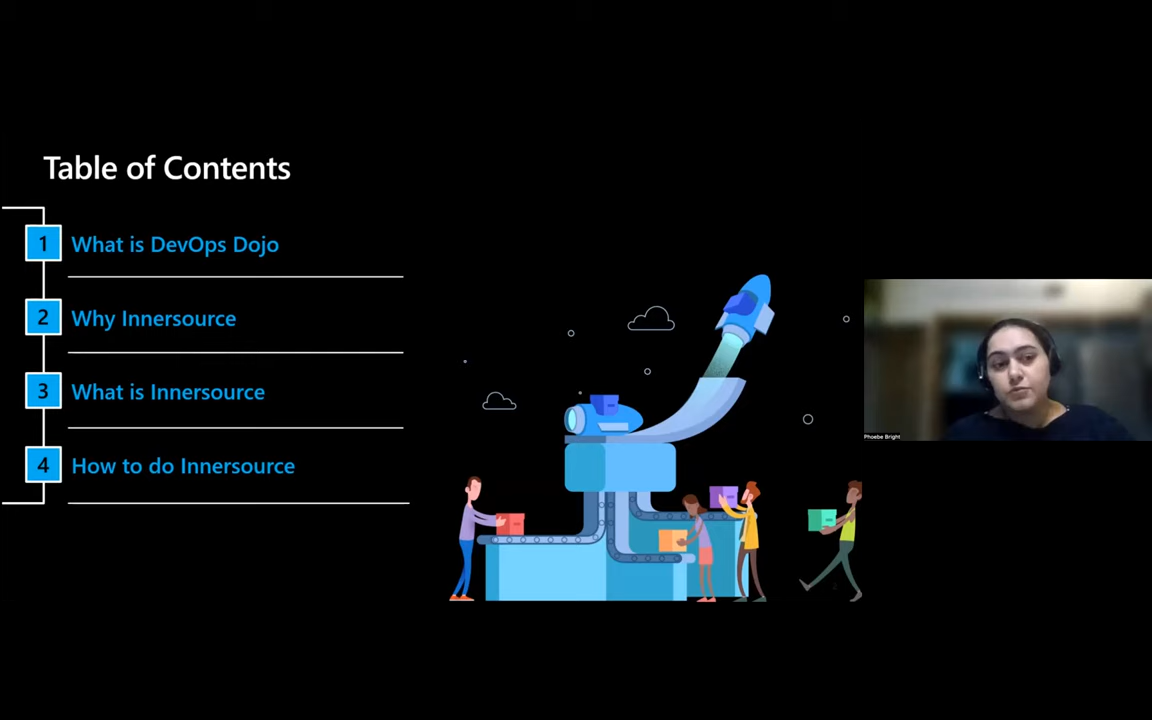 Table of Contents
1 What is DevOps Dojo
2 Why Innersource
3 What is Innersource
4 How to do Innersource
Phoebe Bright